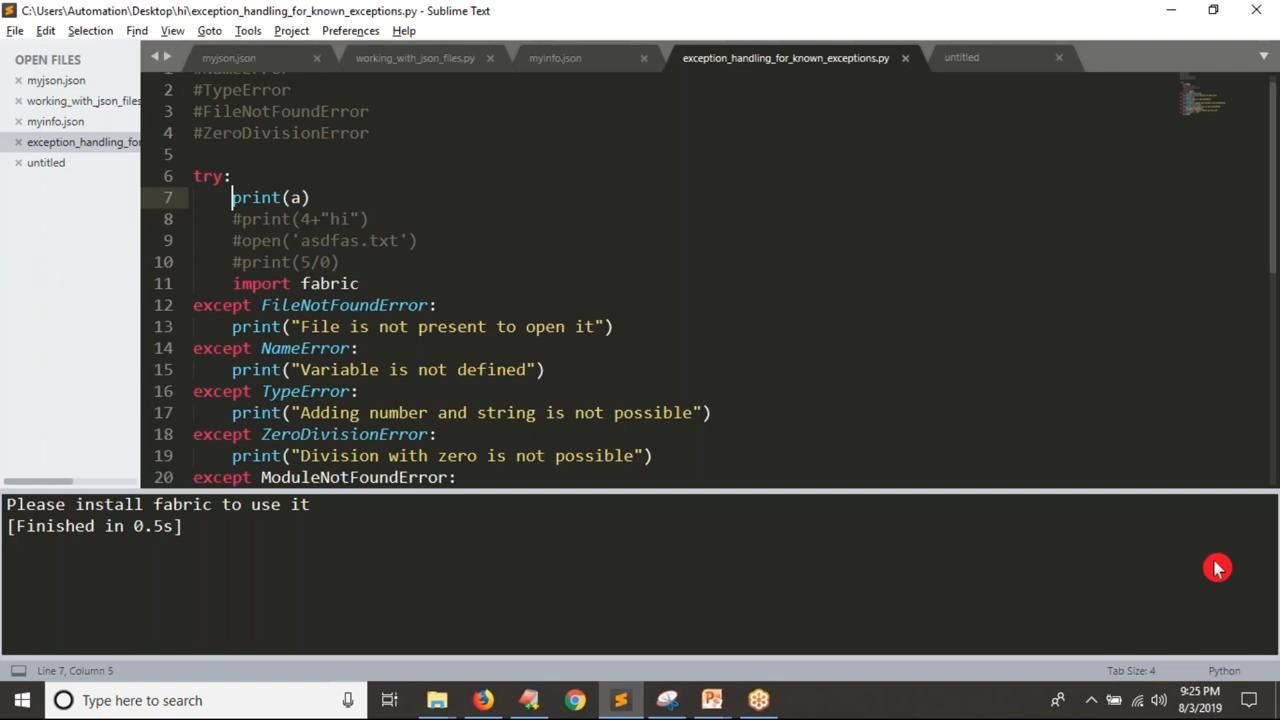 C:\Users\Automation\Desktop\hi\exception_handling_for_known_exceptions.py - Sublime Text
File Edit Selection Find View Goto Tools Project Preferences Help
OPEN FILES
myjson.json
working_with_json_files
myinfo.json
exception_handling_for
untitled
myjson.json working_with_json_files.py myinfo.json exception_handling_for_known_exceptions.py untitled
1 #NameError
2 #TypeError
3 #FileNotFoundError
4 #ZeroDivisionError
5
6 try:
7 print(a)
8 #print(4+"hi")
9 #open('asdfas.txt')
10 #print(5/0)
11 import fabric
12 except FileNotFoundError:
13 print("File is not present to open it")
14 except NameError:
15 print("Variable is not defined")
16 except TypeError:
17 print("Adding number and string is not possible")
18 except ZeroDivisionError:
19 print("Division with zero is not possible")
20 except ModuleNotFoundError:
Please install fabric to use it
[Finished in 0.5s]
Line 7, Column 5
Tab Size: 4 Python
Type here to search
9:25 PM
8/3/2019